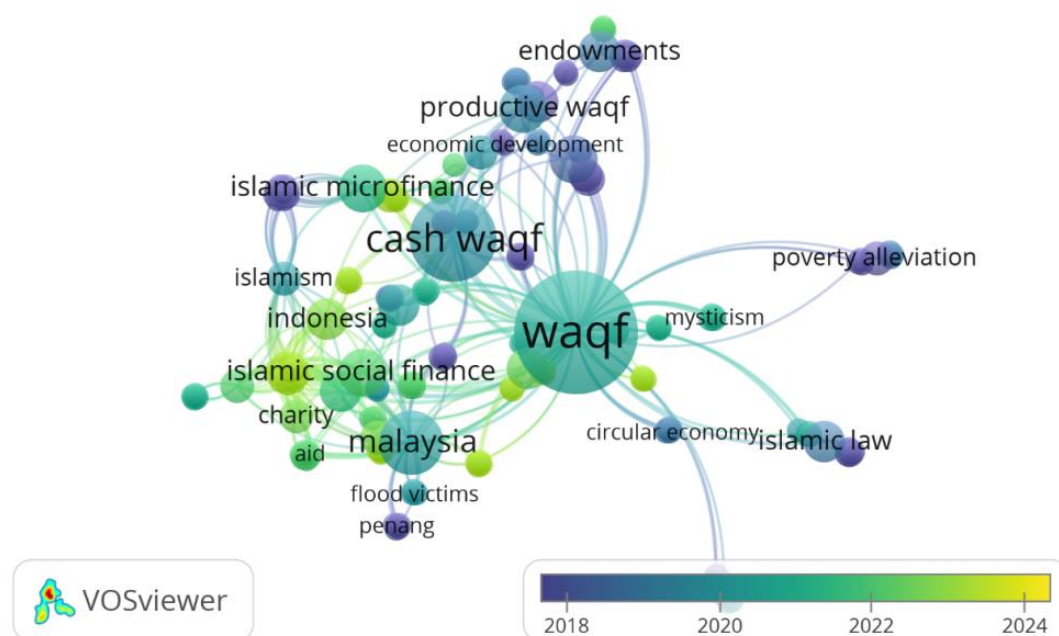 endowments
productive waqf
economic development
islamic microfinance
cash waqf
poverty alleviation
islamism
indonesia
mysticism
waqf
islamic social finance
charity
circular economy
islamic law
malaysia
aid
flood victims
penang
VOSviewer
2018 2020 2022 2024